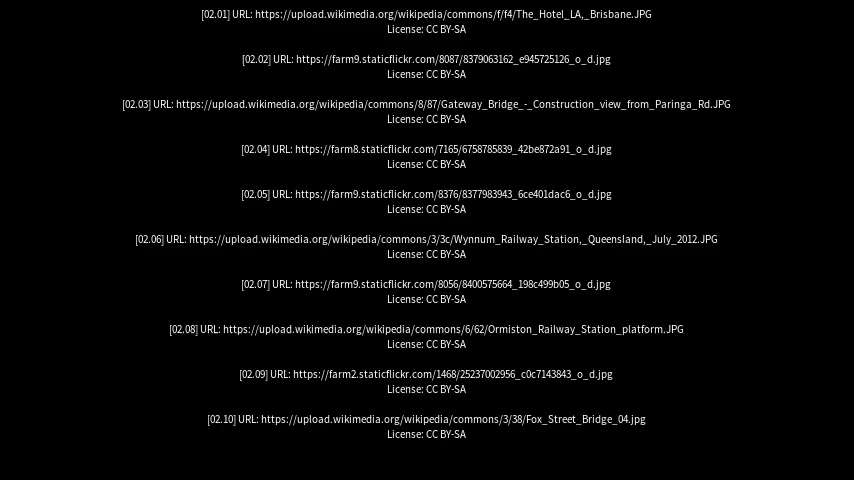 [02.01] URL: https://upload.wikimedia.org/wikipedia/commons/f/f4/The_Hotel_LA,_Brisbane.JPG
License: CC BY-SA
[02.02] URL: https://farm9.staticflickr.com/8087/8379063162_e945725126_o_d.jpg
License: CC BY-SA
[02.03] URL: https://upload.wikimedia.org/wikipedia/commons/8/87/Gateway_Bridge_-_Construction_view_from_Paringa_Rd.JPG
License: CC BY-SA
[02.04] URL: https://farm8.staticflickr.com/7165/6758785839_42be872a91_o_d.jpg
License: CC BY-SA
[02.05] URL: https://farm9.staticflickr.com/8376/8377983943_6ce401dac6_o_d.jpg
License: CC BY-SA
[02.06] URL: https://upload.wikimedia.org/wikipedia/commons/3/3c/Wynnum_Railway_Station,_Queensland,_July_2012.JPG
License: CC BY-SA
[02.07] URL: https://farm9.staticflickr.com/8056/8400575664_198c499b05_o_d.jpg
License: CC BY-SA
[02.08] URL: https://upload.wikimedia.org/wikipedia/commons/6/62/Ormiston_Railway_Station_platform.JPG
License: CC BY-SA
[02.09] URL: https://farm2.staticflickr.com/1468/25237002956_c0c7143843_o_d.jpg
License: CC BY-SA
[02.10] URL: https://upload.wikimedia.org/wikipedia/commons/3/38/Fox_Street_Bridge_04.jpg
License: CC BY-SA